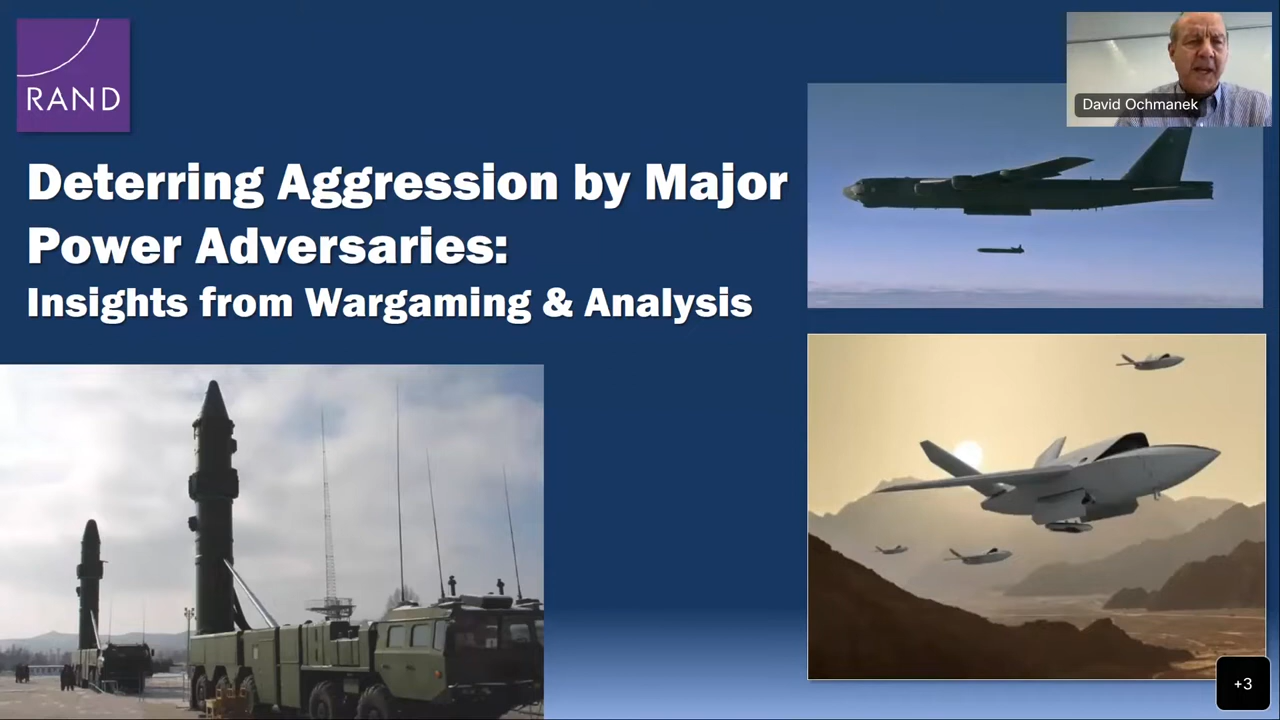 RAND
David Ochmanek
Deterring Aggression by Major
Power Adversaries:
Insights from Wargaming & Analysis
+3